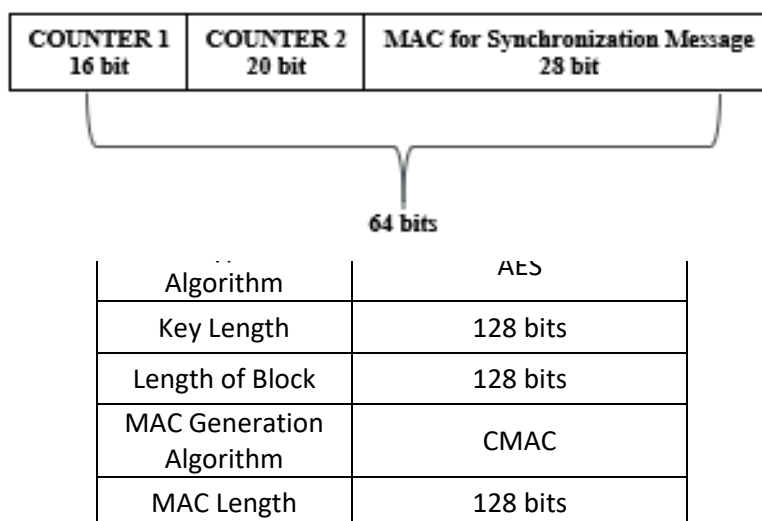 COUNTER 1 COUNTER 2 MAC for Synchronization Message
16 bit 20 bit 28 bit
64 bits
Algorithm AES
Key Length 128 bits
Length of Block 128 bits
MAC Generation
Algorithm CMAC
MAC Length 128 bits